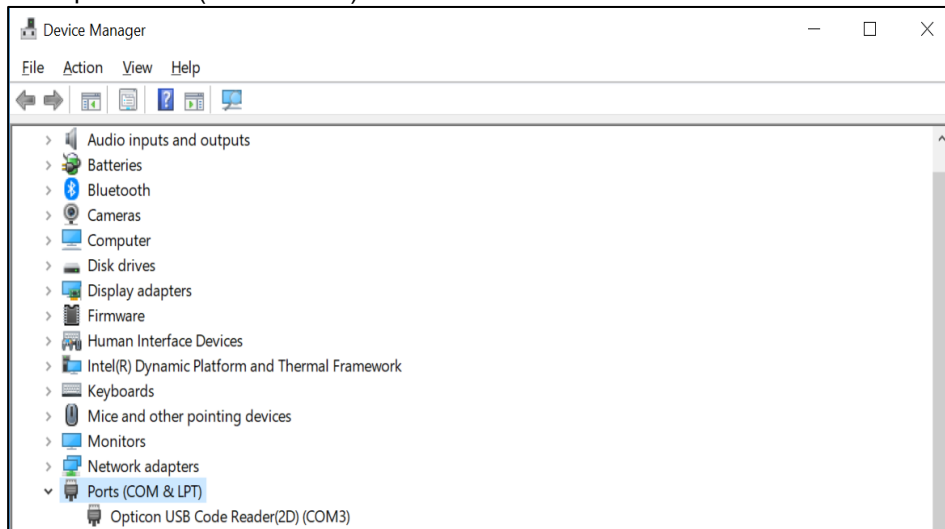 Device Manager
File Action View Help
Audio inputs and outputs
Batteries
Bluetooth
Cameras
Computer
Disk drives
Display adapters
Firmware
Human Interface Devices
Intel(R) Dynamic Platform and Thermal Framework
Keyboards
Mice and other pointing devices
Monitors
Network adapters
Ports (COM & LPT)
Opticon USB Code Reader(2D) (COM3)